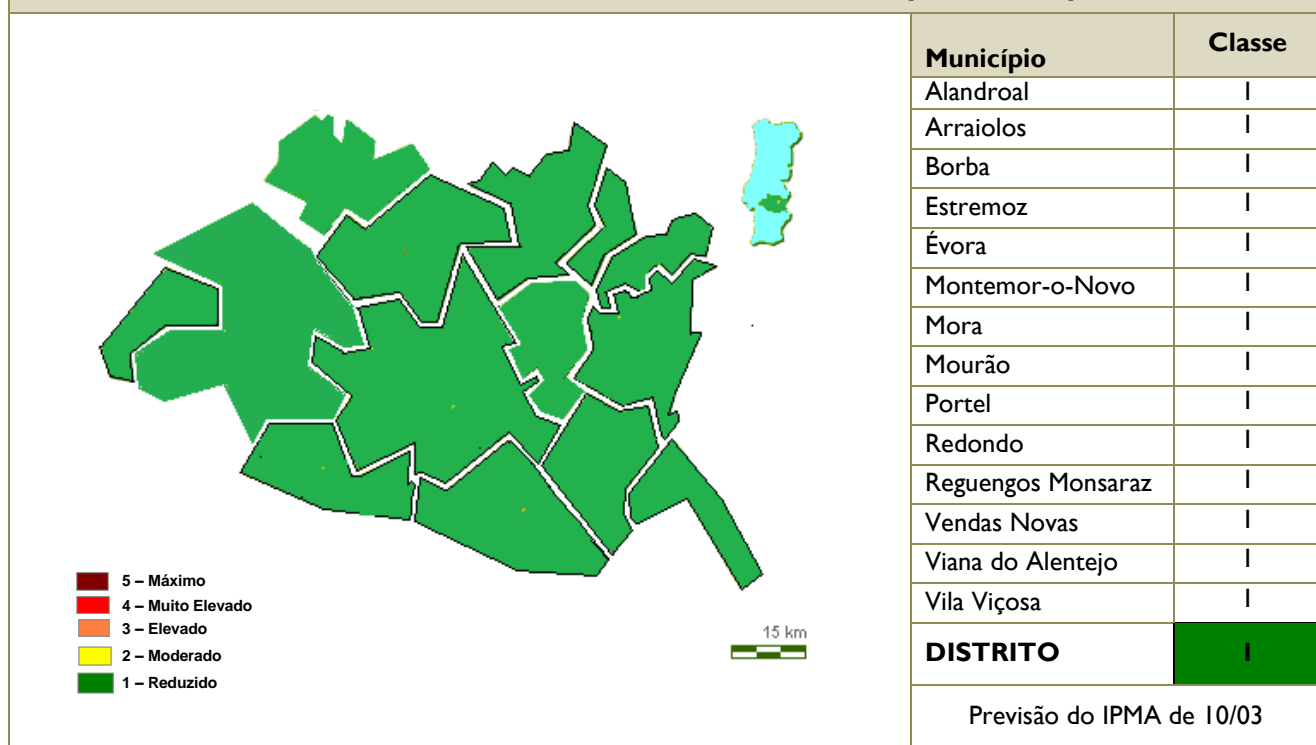 Município Classe
Alandroal 1
Arraiolos 1
Borba 1
Estremoz 1
Évora 1
Montemor-o-Novo 1
Mora 1
Mourão 1
Portel 1
Redondo 1
Reguengos Monsaraz 1
Vendas Novas 1
Viana do Alentejo 1
Vila Viçosa 1
DISTRITO 1
Previsão do IPMA de 10/03
5 – Máximo
4 – Muito Elevado
3 – Elevado
2 – Moderado
1 – Reduzido
15 km